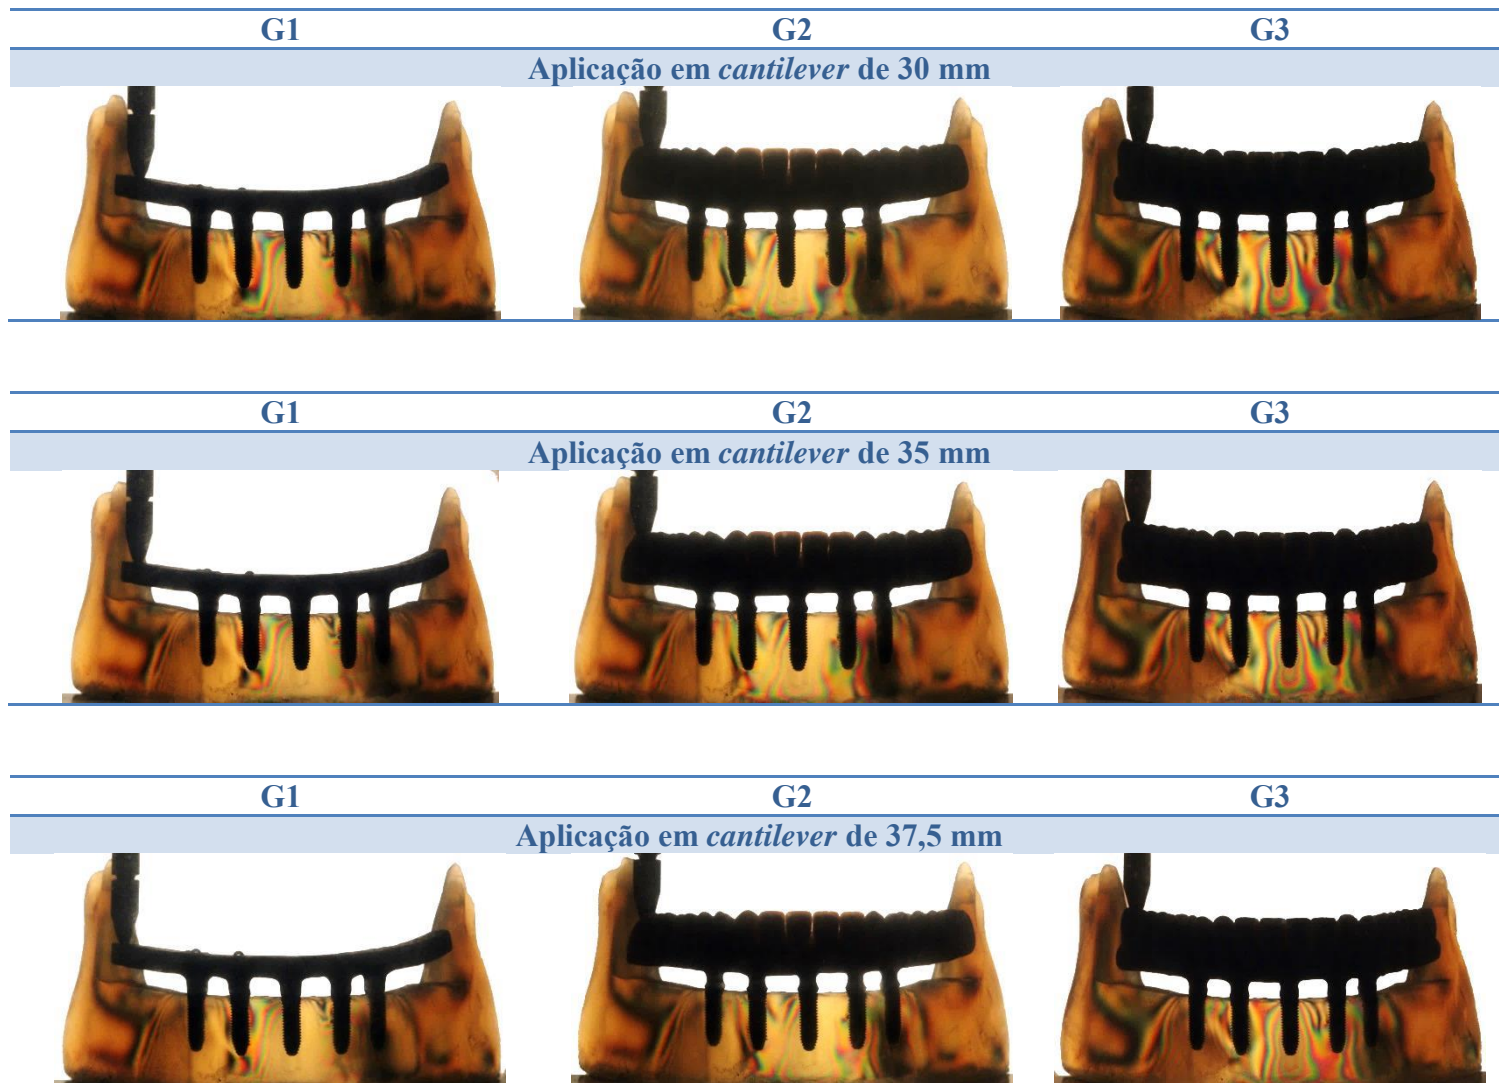 G1 G2 G3
Aplicação em cantilever de 30 mm
G1 G2 G3
Aplicação em cantilever de 35 mm
G1 G2 G3
Aplicação em cantilever de 37,5 mm